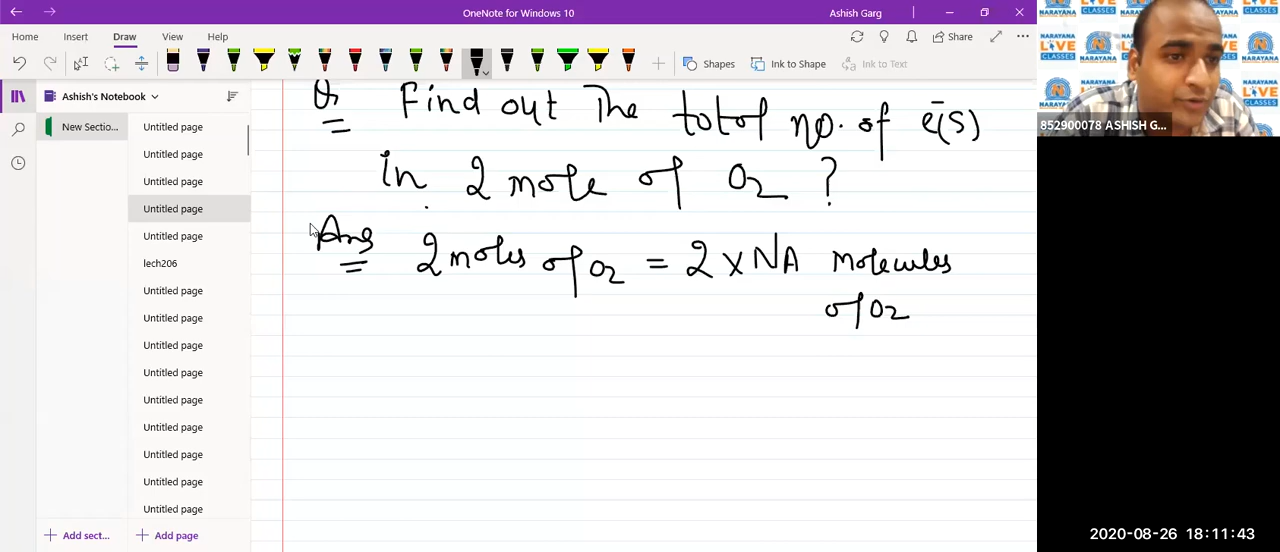 OneNote for Windows 10
Ashish Garg
Home Insert Draw View Help
Share
Shapes
Ink to Shape
Ink to Text
Ashish's Notebook
New Sectio...
Untitled page
Untitled page
Untitled page
Untitled page
Untitled page
lech206
Untitled page
Untitled page
Untitled page
Untitled page
Untitled page
Untitled page
Untitled page
Untitled page
Untitled page
Add sect...
Add page
Q
Find out The total no. of ē(s)
in 2 mole of O2 ?
Ans
2 moles of O2 = 2 x NA molecules
of O2
NARAYANA LIVE CLASSES
852900078 ASHISH G...
2020-08-26 18:11:43